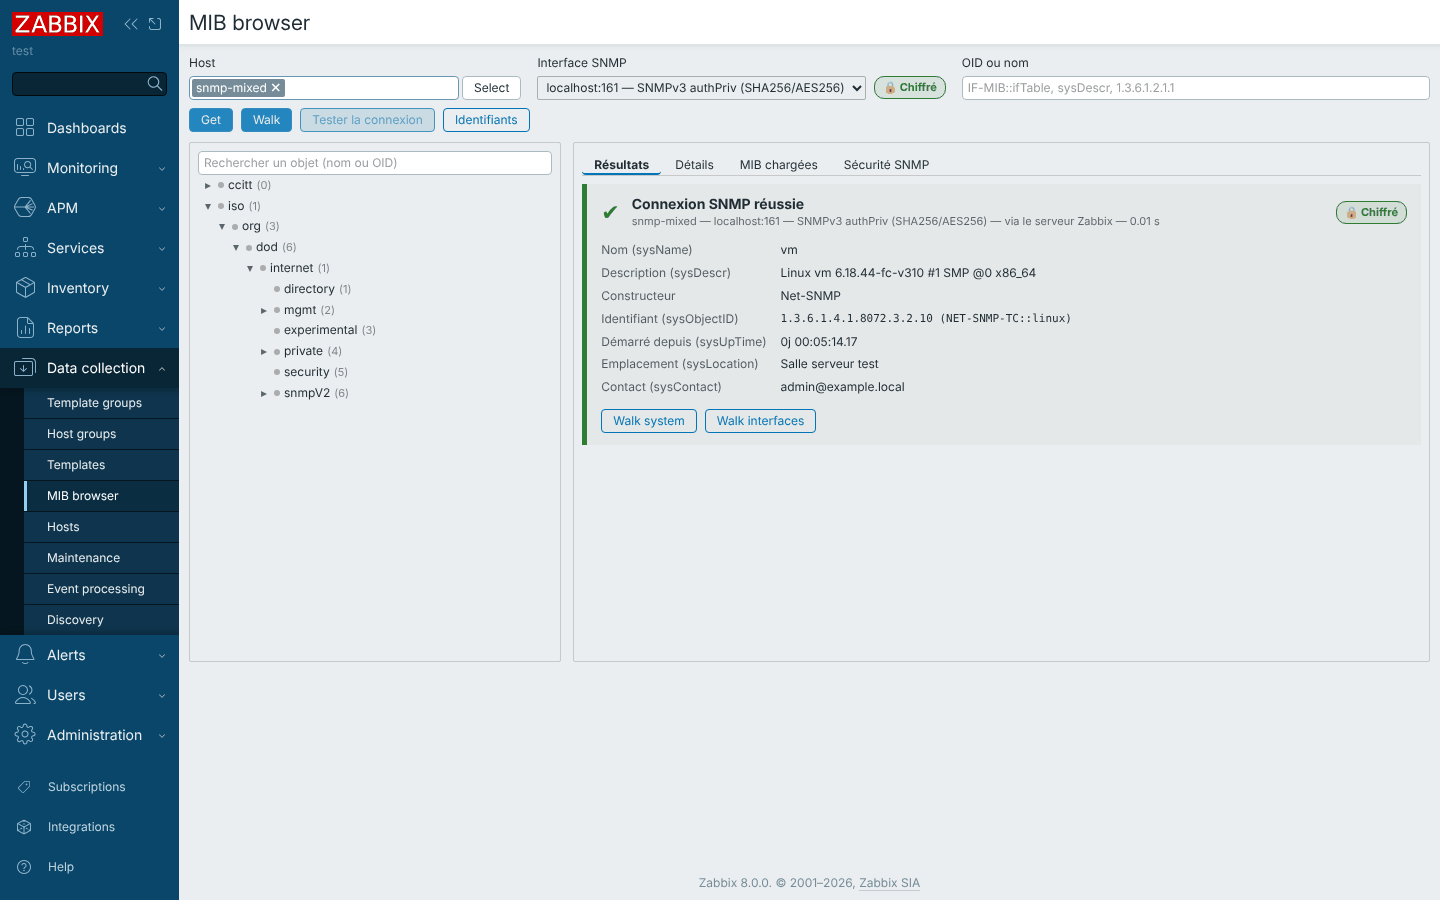 ZABBIX
test
Dashboards
Monitoring
APM
Services
Inventory
Reports
Data collection
Template groups
Host groups
Templates
MIB browser
Hosts
Maintenance
Event processing
Discovery
Alerts
Users
Administration
Subscriptions
Integrations
Help
MIB browser
Host
snmp-mixed
Select
Interface SNMP
localhost:161 — SNMPv3 authPriv (SHA256/AES256)
Chiffré
OID ou nom
IF-MIB::ifTable, sysDescr, 1.3.6.1.2.1.1
Get
Walk
Tester la connexion
Identifiants
Rechercher un objet (nom ou OID)
ccitt (0)
iso (1)
org (3)
dod (6)
internet (1)
directory (1)
mgmt (2)
experimental (3)
private (4)
security (5)
snmpV2 (6)
Résultats
Détails
MIB chargées
Sécurité SNMP
Connexion SNMP réussie
snmp-mixed — localhost:161 — SNMPv3 authPriv (SHA256/AES256) — via le serveur Zabbix — 0.01 s
Chiffré
Nom (sysName) vm
Description (sysDescr) Linux vm 6.18.44-fc-v310 #1 SMP @0 x86_64
Constructeur Net-SNMP
Identifiant (sysObjectID) 1.3.6.1.4.1.8072.3.2.10 (NET-SNMP-TC::linux)
Démarré depuis (sysUpTime) 0j 00:05:14.17
Emplacement (sysLocation) Salle serveur test
Contact (sysContact) admin@example.local
Walk system
Walk interfaces
Zabbix 8.0.0. © 2001–2026, Zabbix SIA